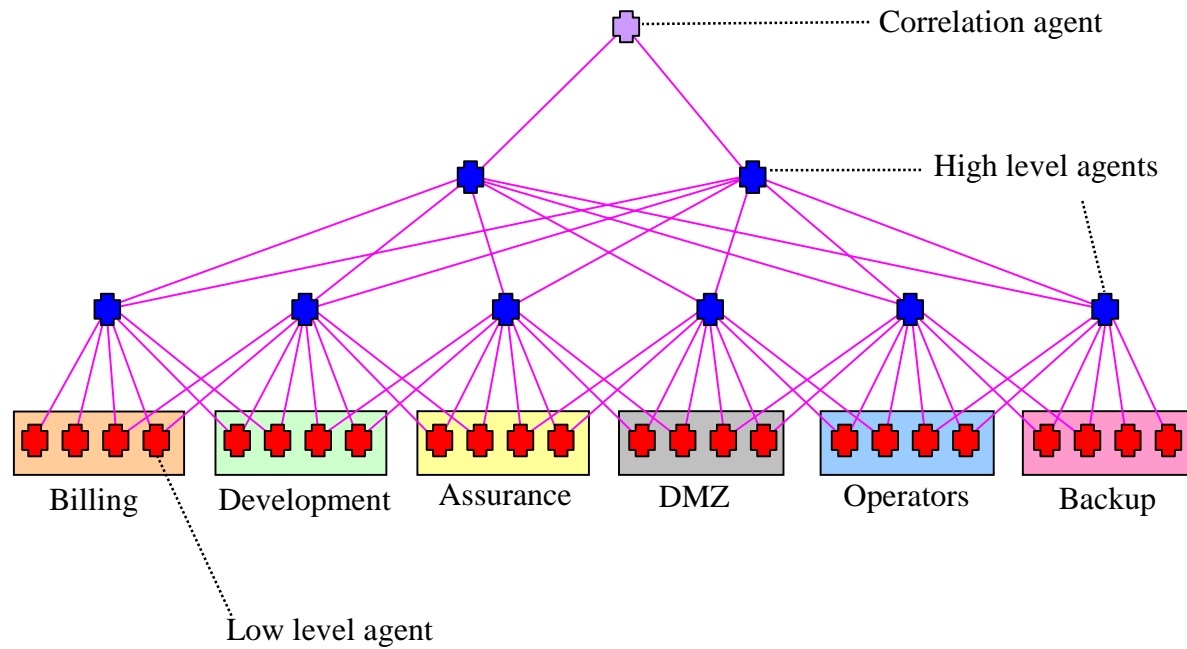 Correlation agent
High level agents
Billing
Development
Assurance
DMZ
Operators
Backup
Low level agent